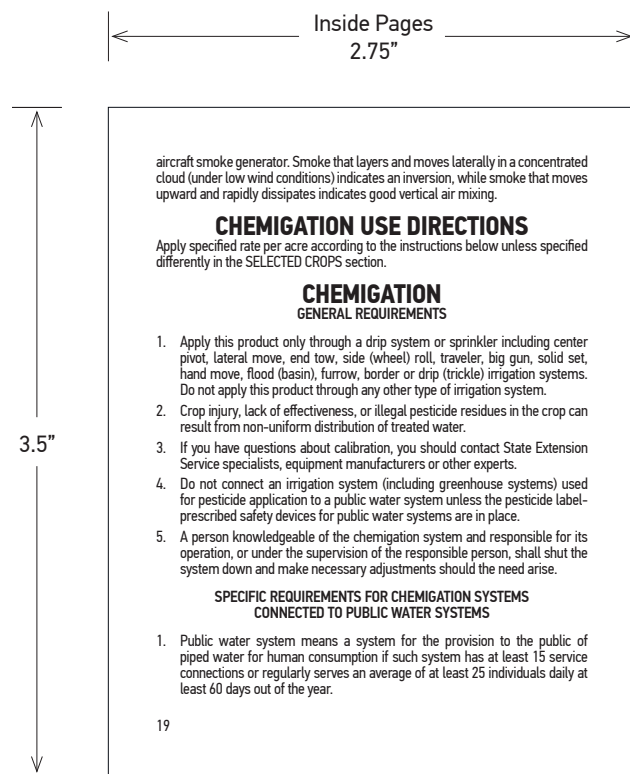 Inside Pages
2.75”
3.5”
aircraft smoke generator. Smoke that layers and moves laterally in a concentrated
cloud (under low wind conditions) indicates an inversion, while smoke that moves
upward and rapidly dissipates indicates good vertical air mixing.
CHEMIGATION USE DIRECTIONS
Apply specified rate per acre according to the instructions below unless specified
differently in the SELECTED CROPS section.
CHEMIGATION
GENERAL REQUIREMENTS
1. Apply this product only through a drip system or sprinkler including center
pivot, lateral move, end tow, side (wheel) roll, traveler, big gun, solid set,
hand move, flood (basin), furrow, border or drip (trickle) irrigation systems.
Do not apply this product through any other type of irrigation system.
2. Crop injury, lack of effectiveness, or illegal pesticide residues in the crop can
result from non-uniform distribution of treated water.
3. If you have questions about calibration, you should contact State Extension
Service specialists, equipment manufacturers or other experts.
4. Do not connect an irrigation system (including greenhouse systems) used
for pesticide application to a public water system unless the pesticide label-
prescribed safety devices for public water systems are in place.
5. A person knowledgeable of the chemigation system and responsible for its
operation, or under the supervision of the responsible person, shall shut the
system down and make necessary adjustments should the need arise.
SPECIFIC REQUIREMENTS FOR CHEMIGATION SYSTEMS
CONNECTED TO PUBLIC WATER SYSTEMS
1. Public water system means a system for the provision to the public of
piped water for human consumption if such system has at least 15 service
connections or regularly serves an average of at least 25 individuals daily at
least 60 days out of the year.
19